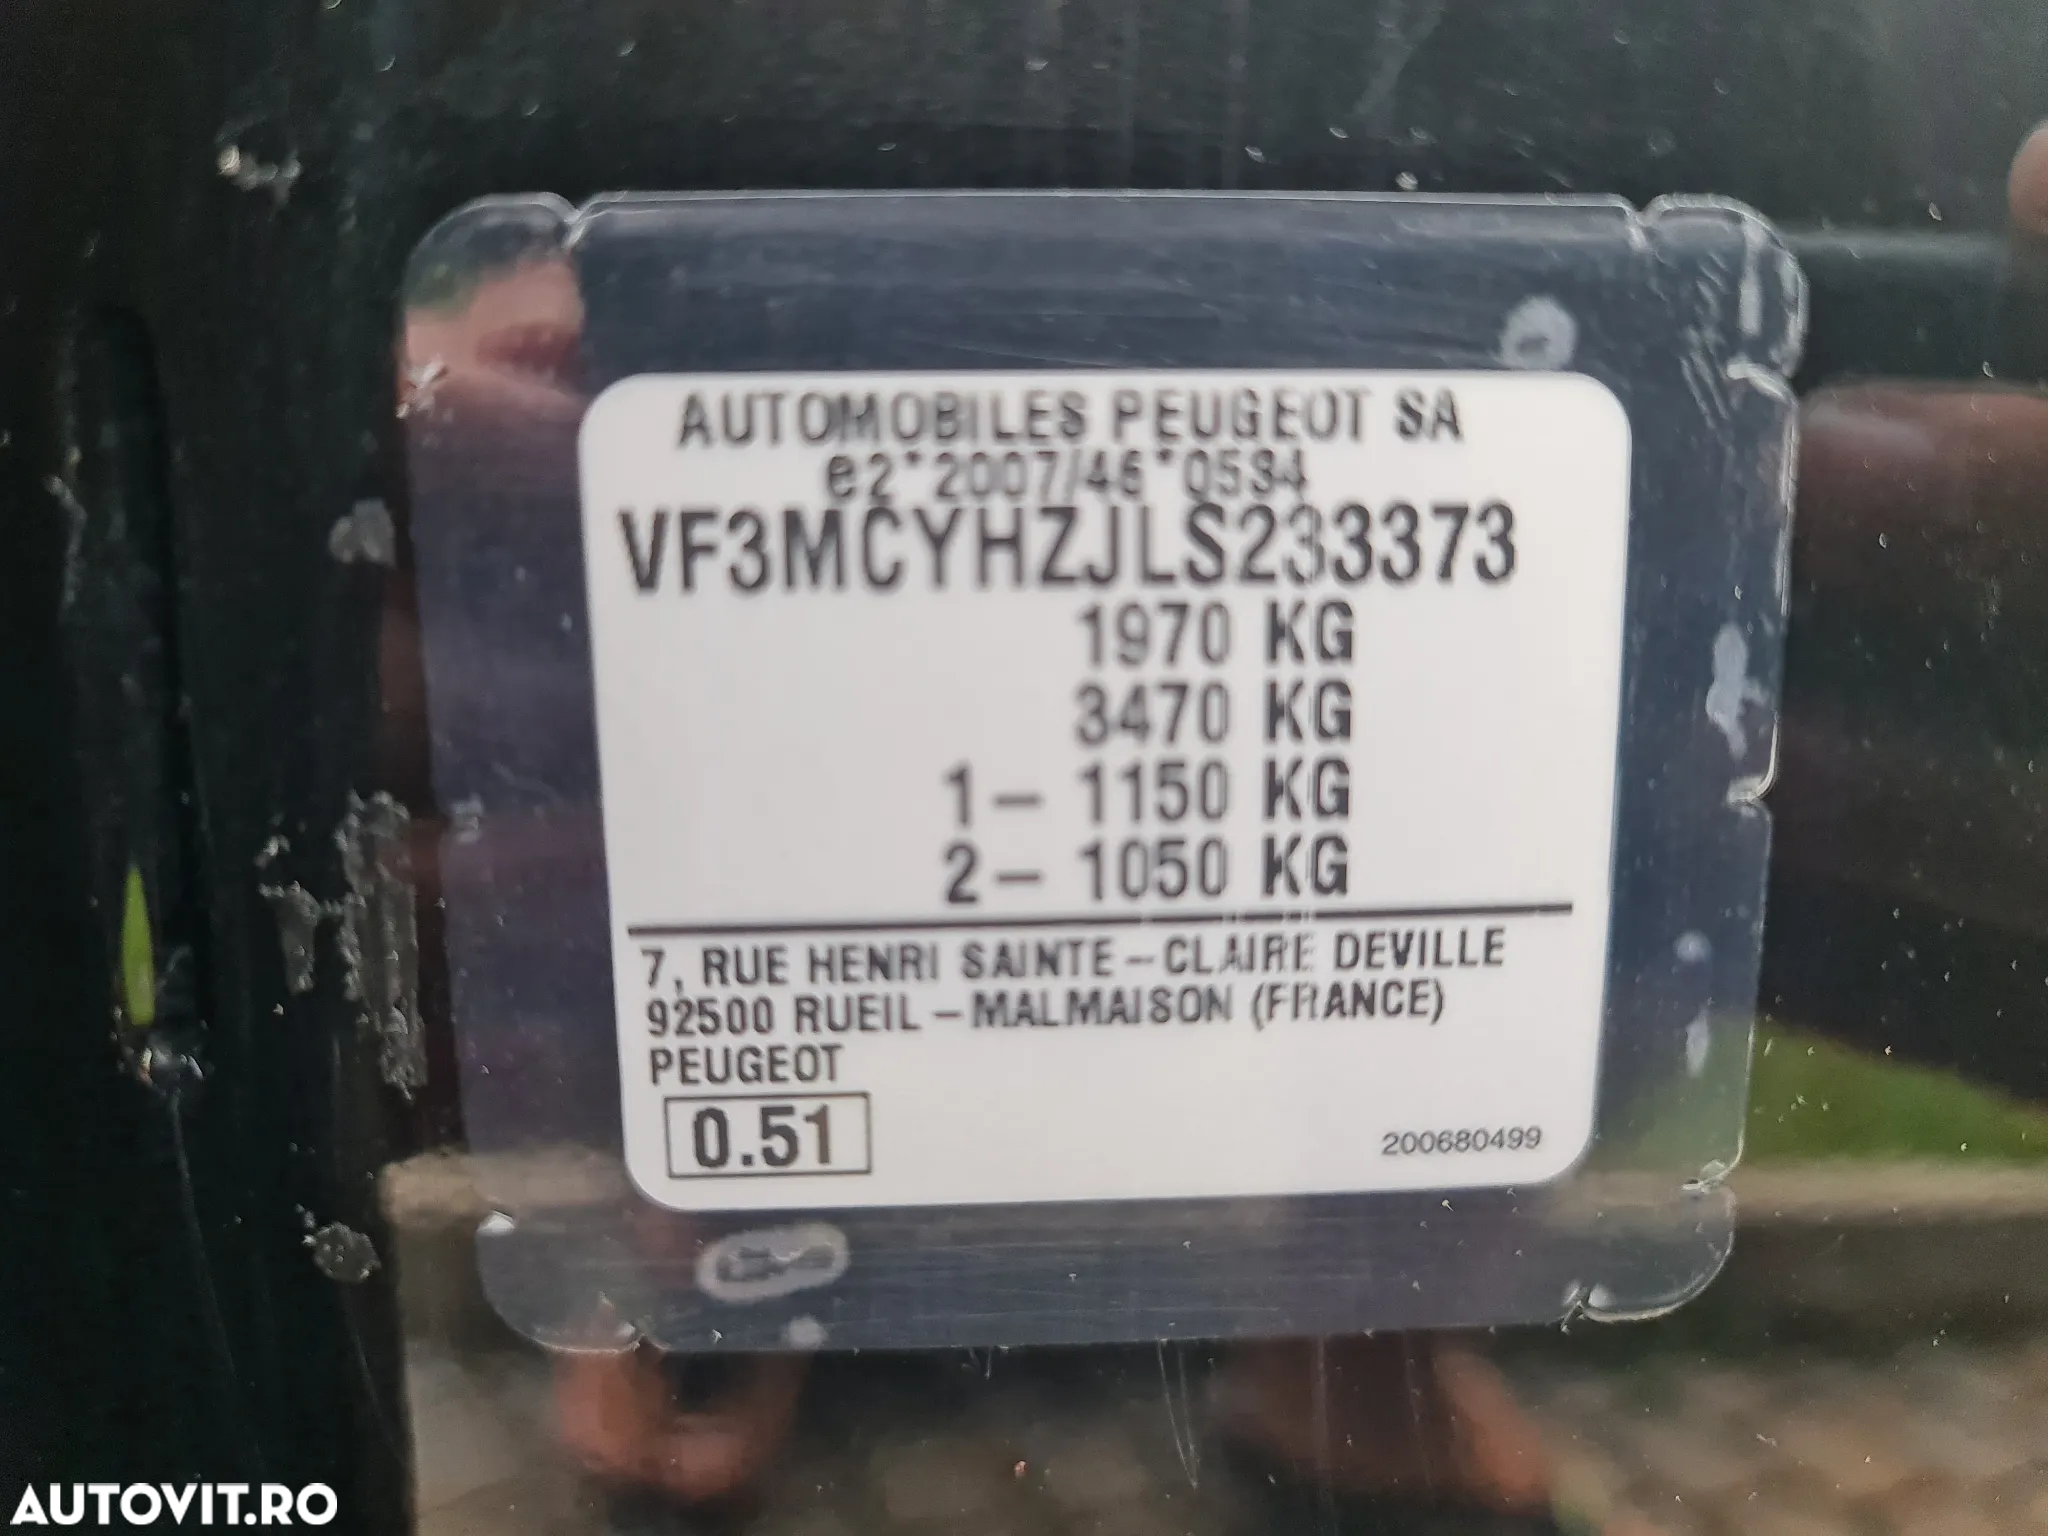 AUTOMOBILES PEUGEOT SA
e2*2007/46*0534
VF3MCYHZJLS233373
1970 KG
3470 KG
1- 1150 KG
2- 1050 KG
7, RUE HENRI SAINTE-CLAIRE DEVILLE
92500 RUEIL-MALMAISON (FRANCE)
PEUGEOT
0.51
200680499
AUTOVIT.RO